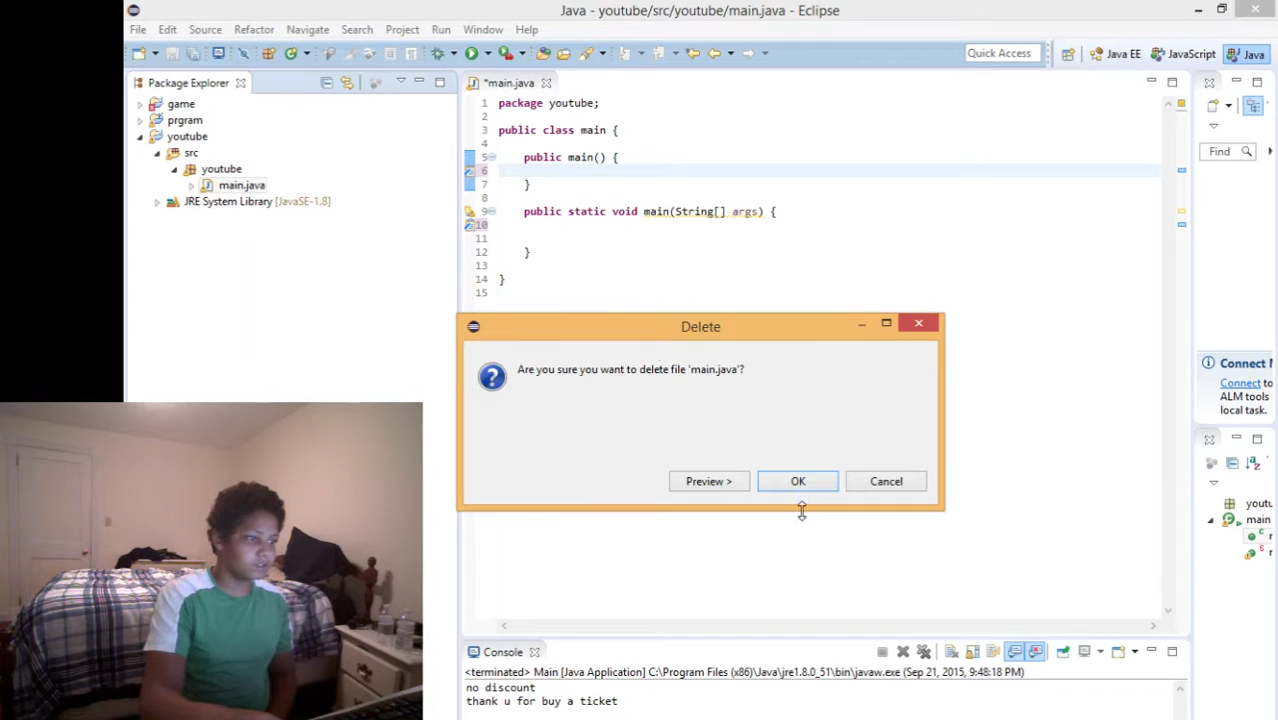 Java - youtube/src/youtube/main.java - Eclipse
File Edit Source Refactor Navigate Search Project Run Window Help
Quick Access
Java EE
JavaScript
Java
Package Explorer
game
prgram
youtube
src
youtube
main.java
JRE System Library [JavaSE-1.8]
*main.java
1 package youtube;
2
3 public class main {
4
5 public main() {
6
7 }
8
9 public static void main(String[] args) {
10
11
12 }
13
14 }
15
Delete
Are you sure you want to delete file 'main.java'?
Preview >
OK
Cancel
Find
Connect
Connect to
ALM tools
local task.
youtu
main
Console
<terminated> Main [Java Application] C:\Program Files (x86)\Java\jre1.8.0_51\bin\javaw.exe (Sep 21, 2015, 9:48:18 PM)
no discount
thank u for buy a ticket